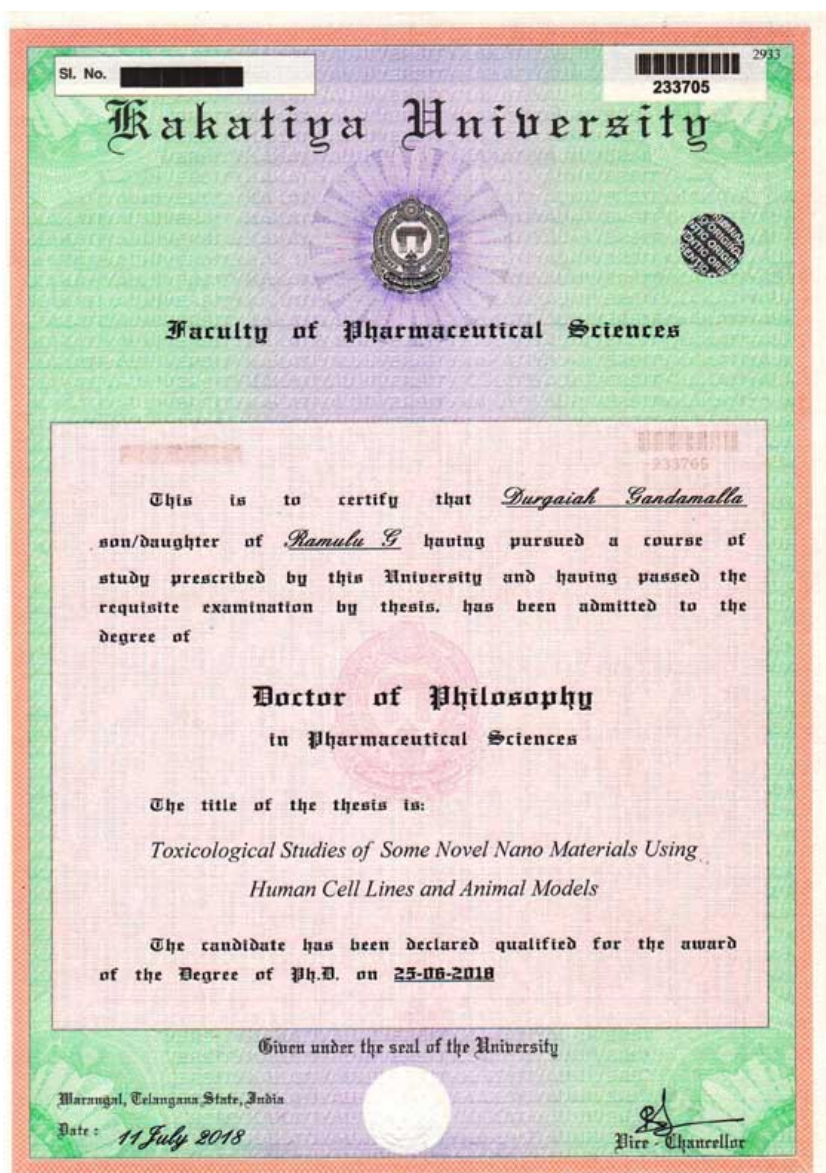 Sl. No.
2933
233705
Kakatiya University
Faculty of Pharmaceutical Sciences
233705
This is to certify that Durgaiah Gandamalla
son/daughter of Ramulu G having pursued a course of
study prescribed by this University and having passed the
requisite examination by thesis, has been admitted to the
degree of
Doctor of Philosophy
in Pharmaceutical Sciences
The title of the thesis is:
Toxicological Studies of Some Novel Nano Materials Using
Human Cell Lines and Animal Models
The candidate has been declared qualified for the award
of the Degree of Ph.D. on 25-06-2018
Given under the seal of the University
Warangal, Telangana State, India
Date : 11 July 2018
Vice - Chancellor